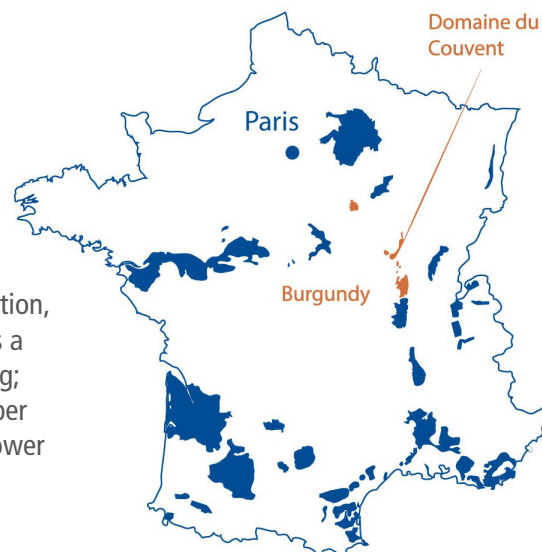 Domaine du
Couvent
Paris
Burgundy
tion,
s a
g;
per
ower